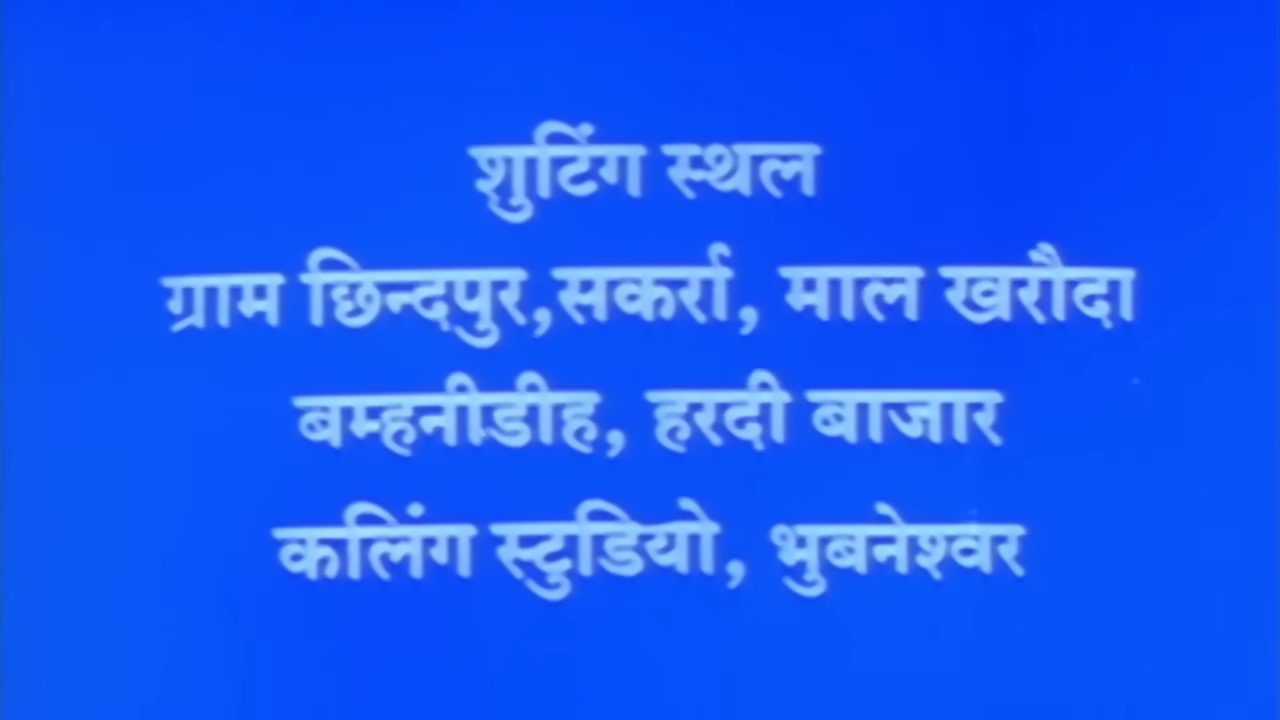 शुटिंग स्थल
ग्राम छिन्दपुर,सकर्रा, माल खरौदा
बम्हनीडीह, हरदी बाजार
कलिंग स्टुडियो, भुबनेश्वर